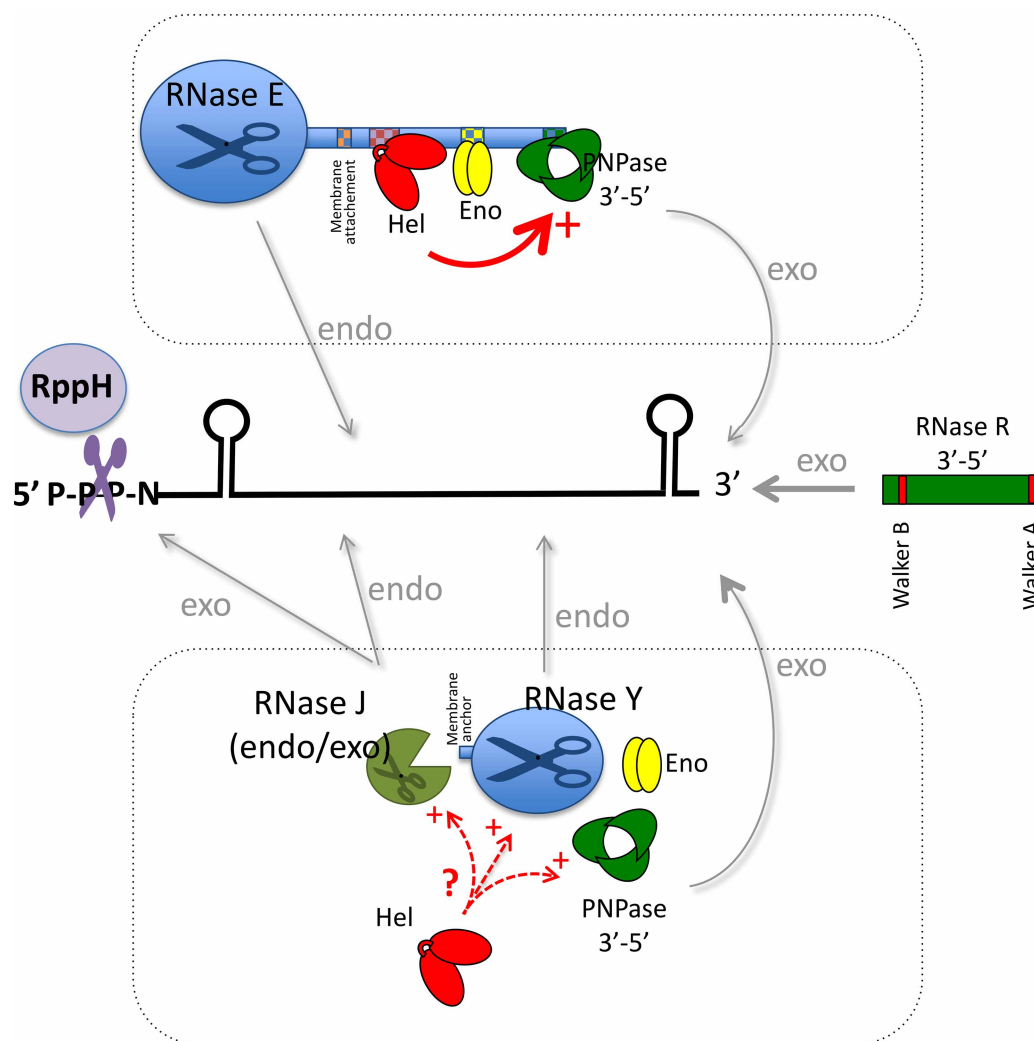 RNase E
Membrane
attachement
Hel
Eno
PNPase
3’-5’
+
exo
endo
RppH
5’ P-P-P-N
3’
exo
RNase R
3’-5’
Walker B
Walker A
exo
endo
endo
exo
RNase J
(endo/exo)
Membrane
anchor
RNase Y
Eno
+
+
+
?
Hel
PNPase
3’-5’